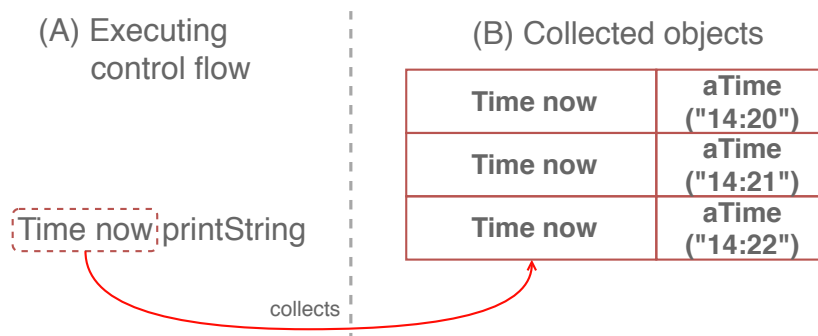 (A) Executing
control flow
(B) Collected objects
Time now
aTime
("14:20")
Time now
aTime
("14:21")
Time now
aTime
("14:22")
Time now printString
collects